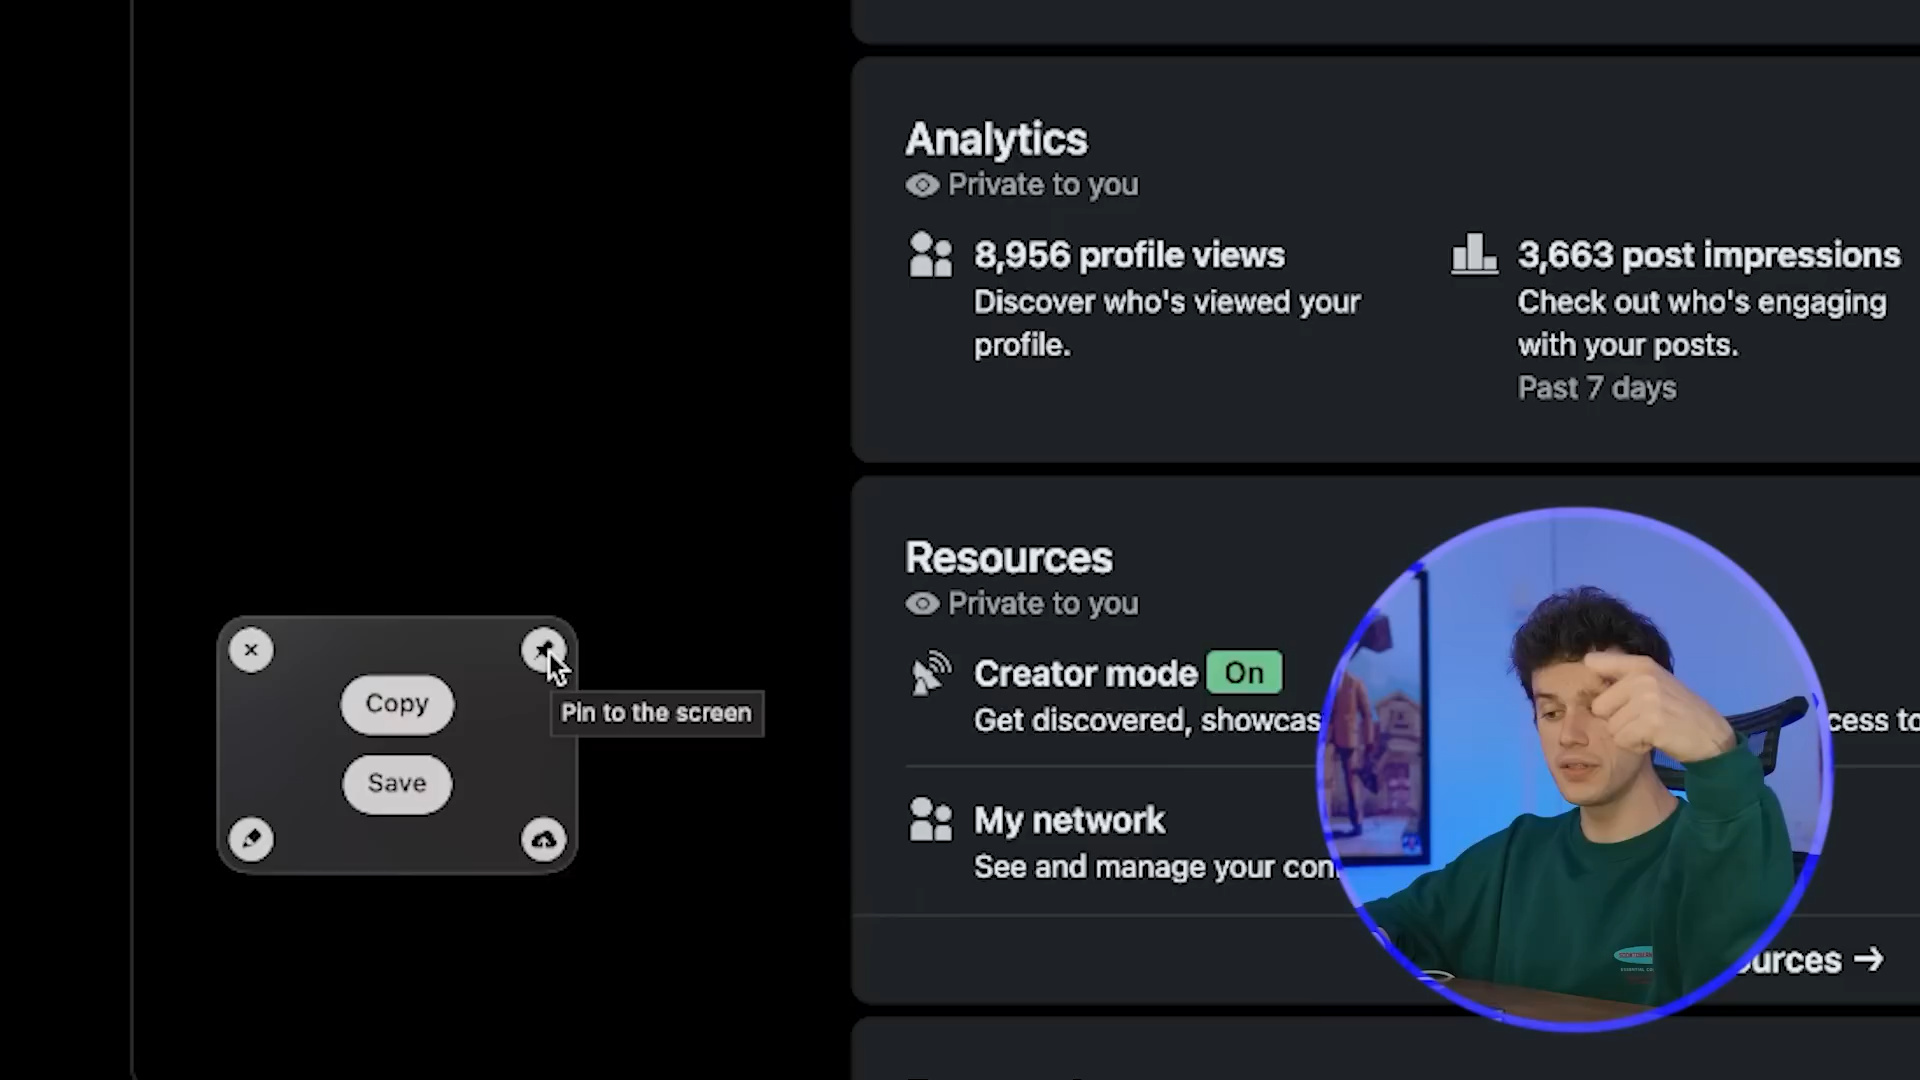 Analytics
Private to you
8,956 profile views
Discover who's viewed your
profile.
3,663 post impressions
Check out who's engaging
with your posts.
Past 7 days
Resources
Private to you
Creator mode On
Get discovered, showcas
cess to
My network
See and manage your con
urces →
Copy
Save
Pin to the screen